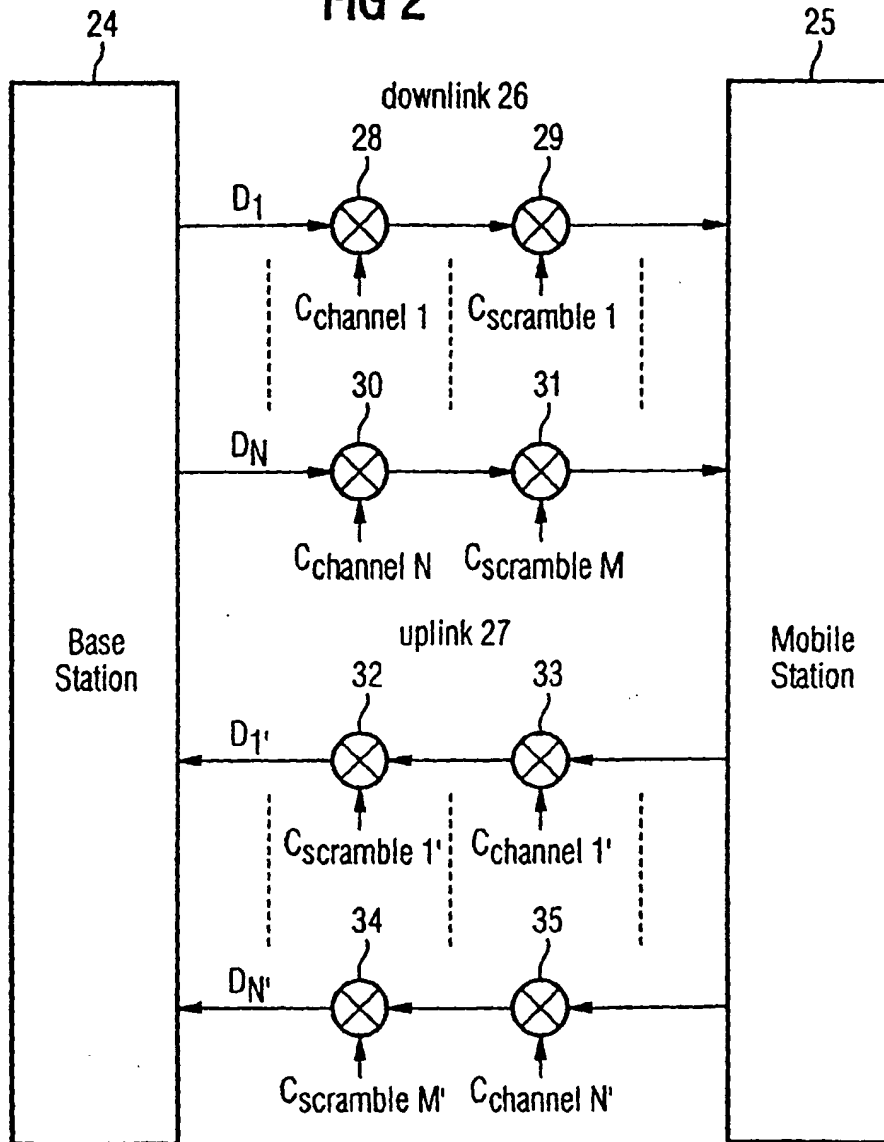 FIG 2
24
25
downlink 26
28
29
D1
Cchannel 1
Cscramble 1
30
31
DN
Cchannel N
Cscramble M
Base
Station
uplink 27
Mobile
Station
32
33
D1'
Cscramble 1'
Cchannel 1'
34
35
DN'
Cscramble M'
Cchannel N'